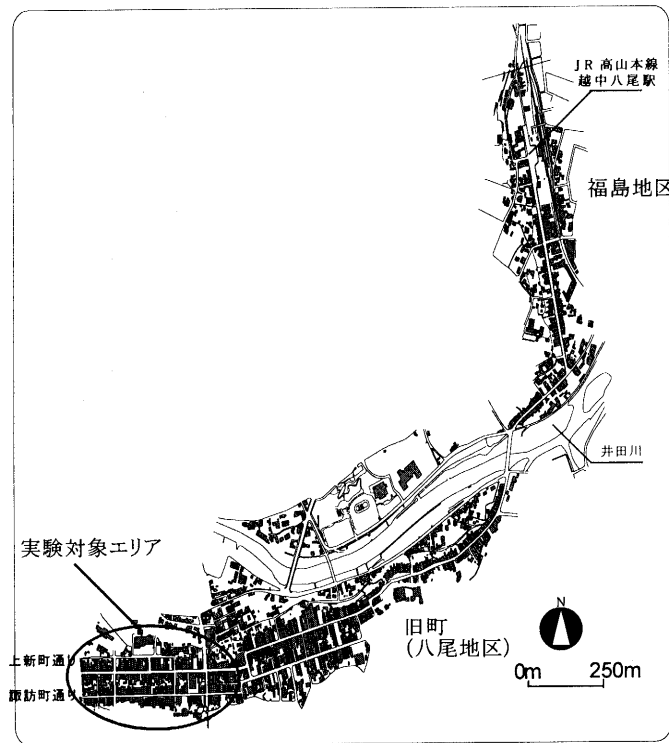 JR 高山本線
越中八尾駅
福島地区
井田川
実験対象エリア
旧町
(八尾地区)
N
0m 250m
上新町通り
諏訪町通り